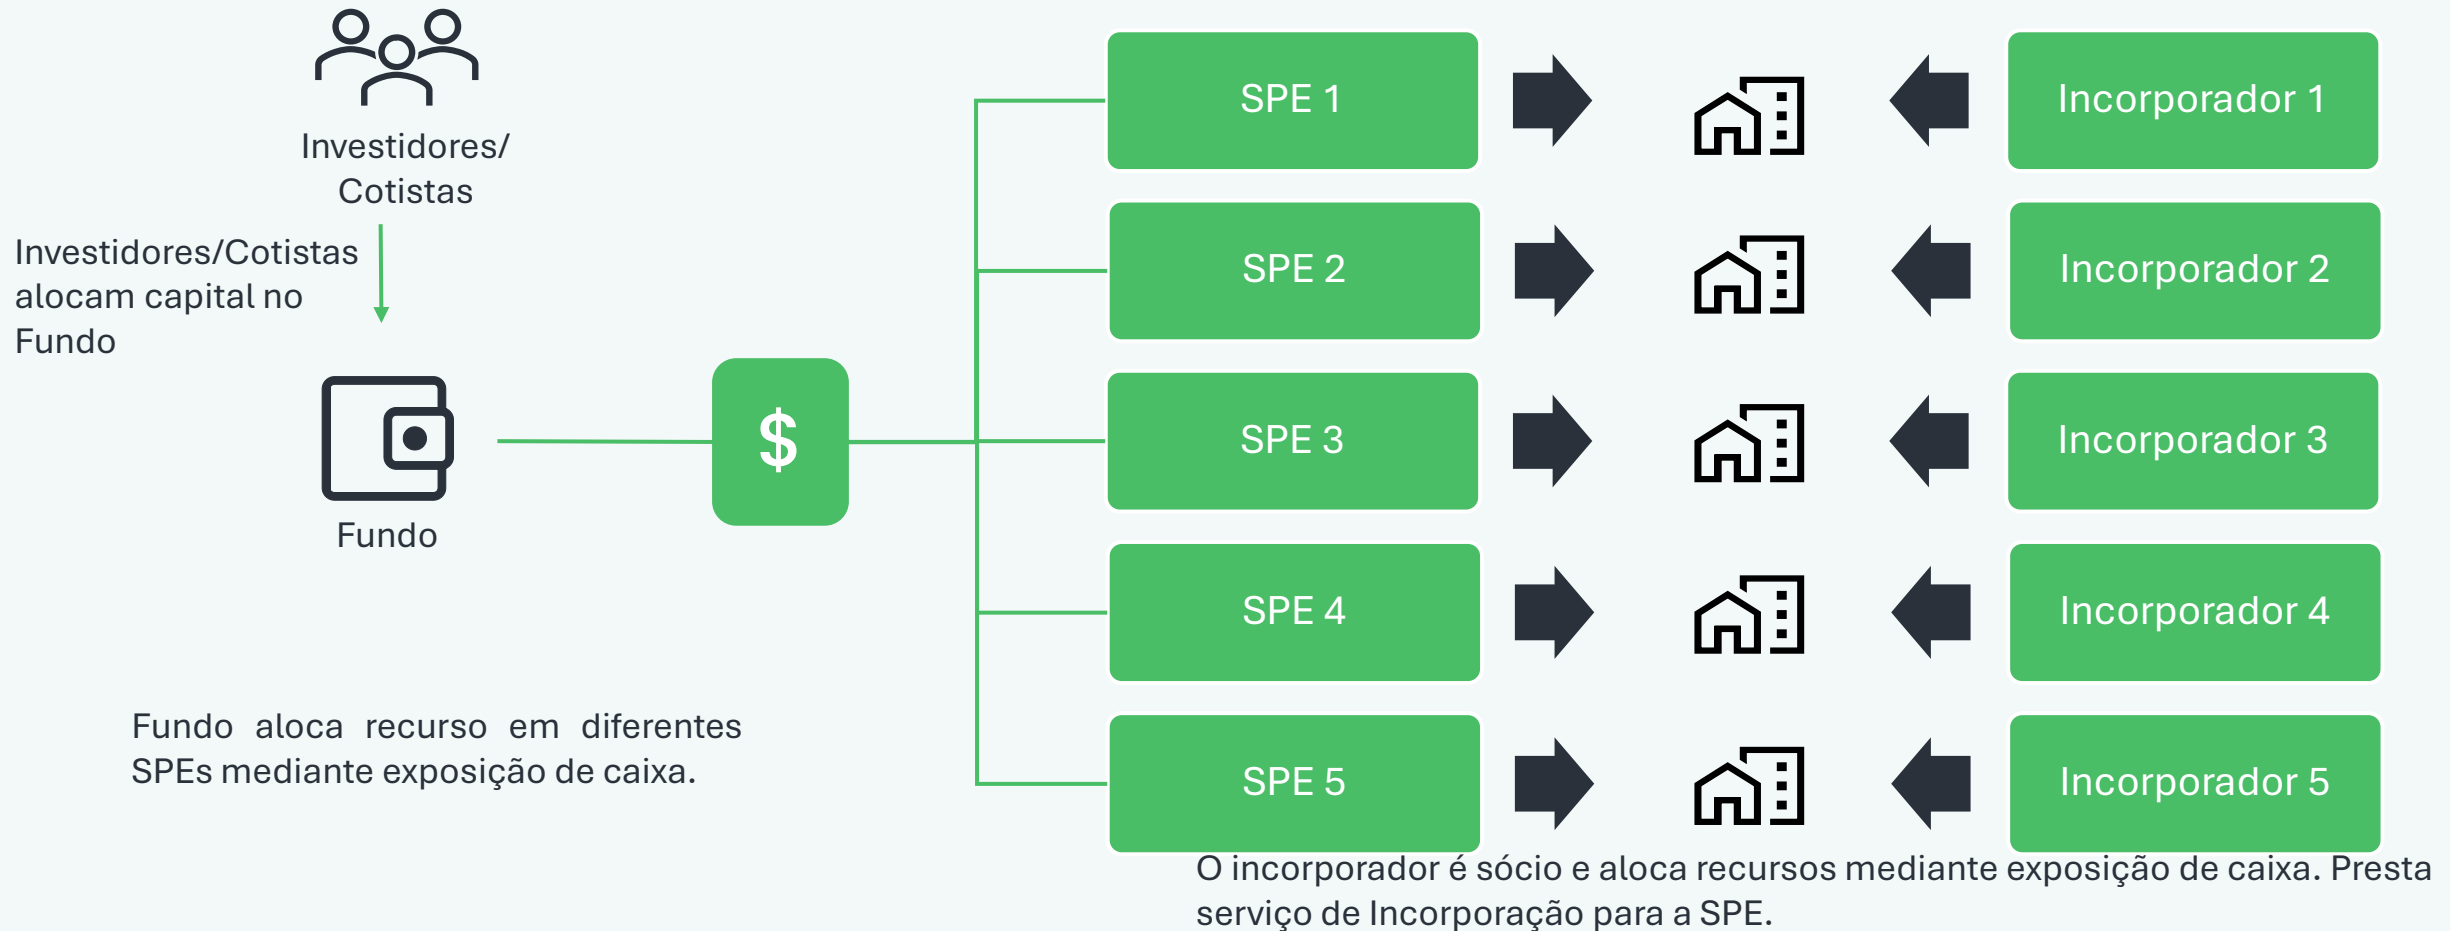 Investidores/
Cotistas
Investidores/Cotistas
alocam capital no
Fundo
$
Fundo
Fundo aloca recurso em diferentes
SPEs mediante exposição de caixa.
SPE 1
Incorporador 1
SPE 2
Incorporador 2
SPE 3
Incorporador 3
SPE 4
Incorporador 4
SPE 5
Incorporador 5
O incorporador é sócio e aloca recursos mediante exposição de caixa. Presta
serviço de Incorporação para a SPE.